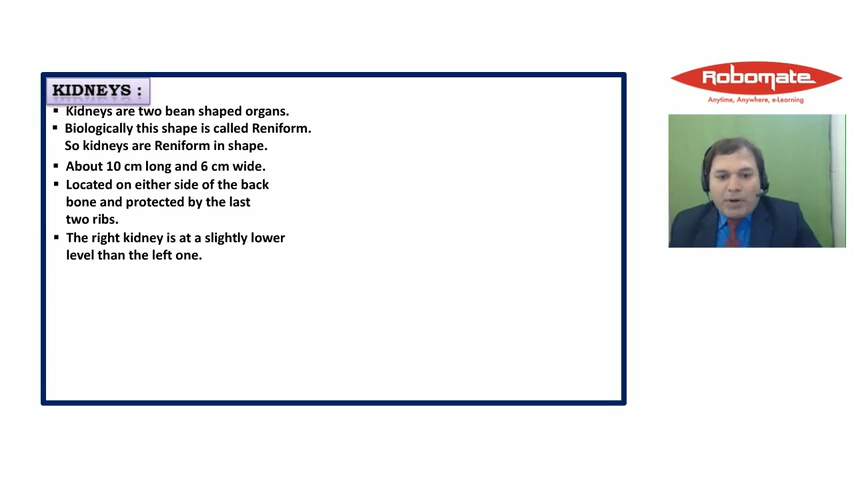 KIDNEYS :
▪ Kidneys are two bean shaped organs.
▪ Biologically this shape is called Reniform.
So kidneys are Reniform in shape.
▪ About 10 cm long and 6 cm wide.
▪ Located on either side of the back
bone and protected by the last
two ribs.
▪ The right kidney is at a slightly lower
level than the left one.
Robomate
Anytime, Anywhere, e-Learning